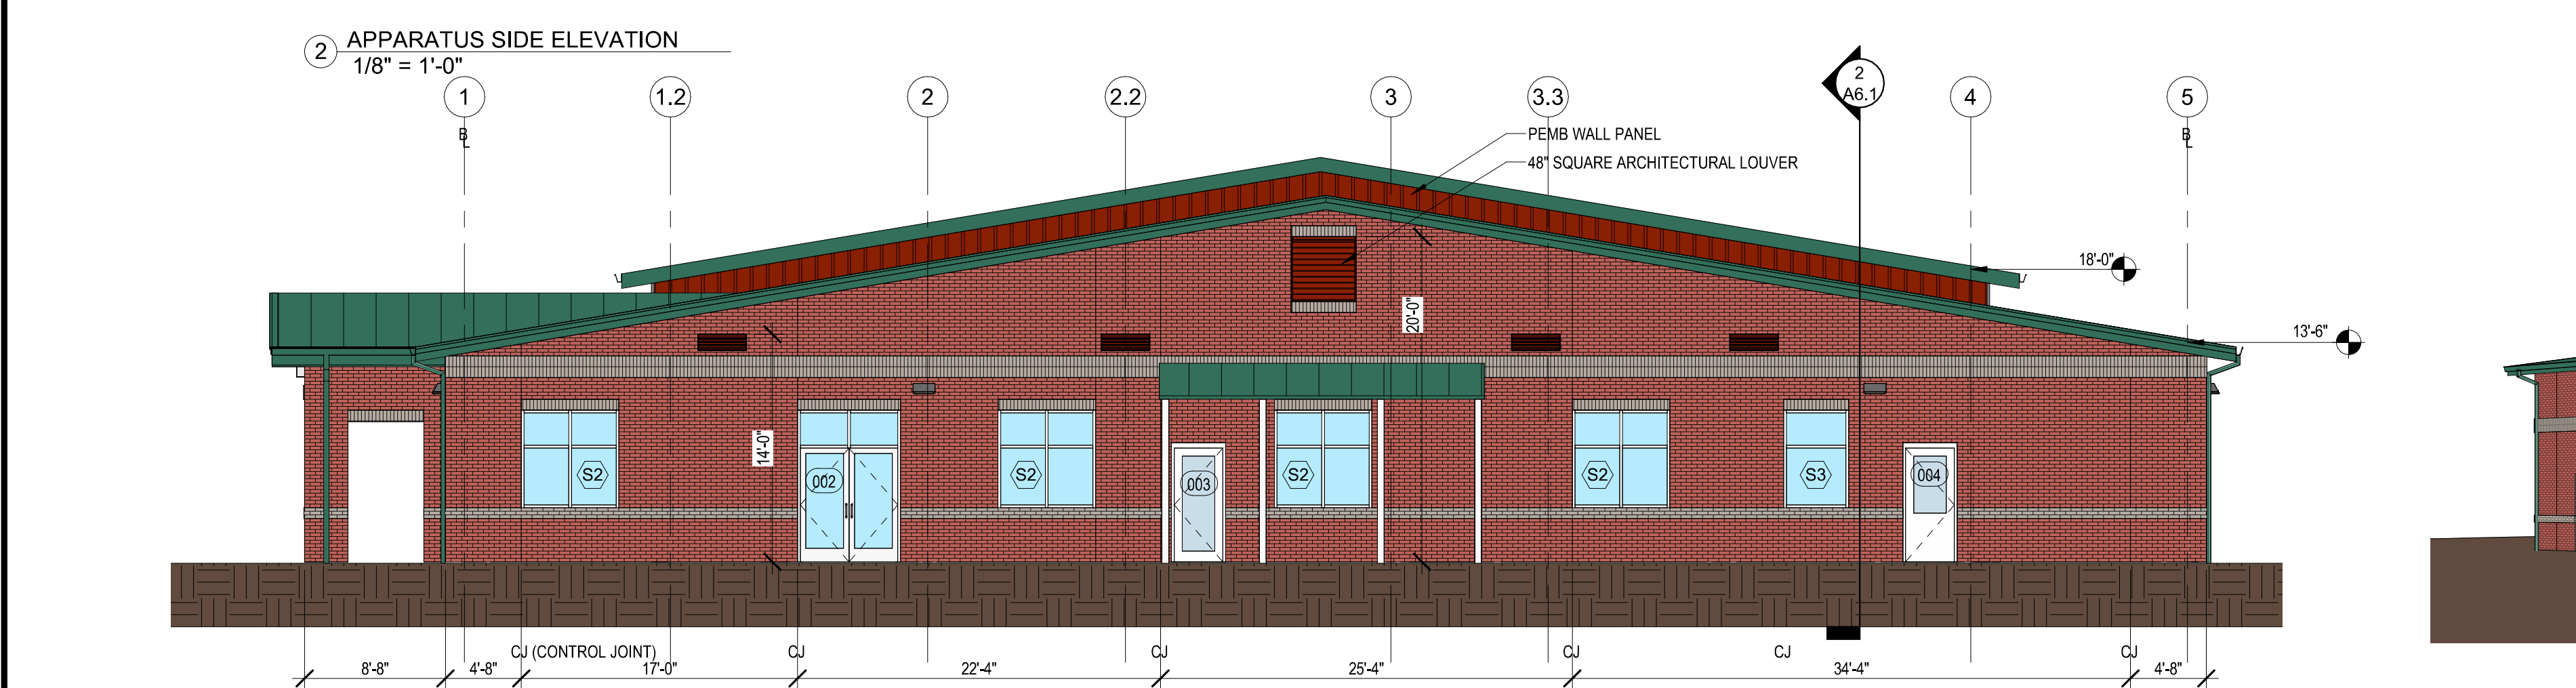 2 APPARATUS SIDE ELEVATION
1/8" = 1'-0"
1 1.2 2 2.2 3 3.3 2 4 5
A6.1
PEMB WALL PANEL
48" SQUARE ARCHITECTURAL LOUVER
18'-0"
20'-0"
13'-6"
14'-0"
S2 002 S2 003 S2 S2 S3 004
CJ (CONTROL JOINT) CJ CJ CJ CJ CJ
8'-8" 4'-8" 17'-0" 22'-4" 25'-4" 34'-4" 4'-8"